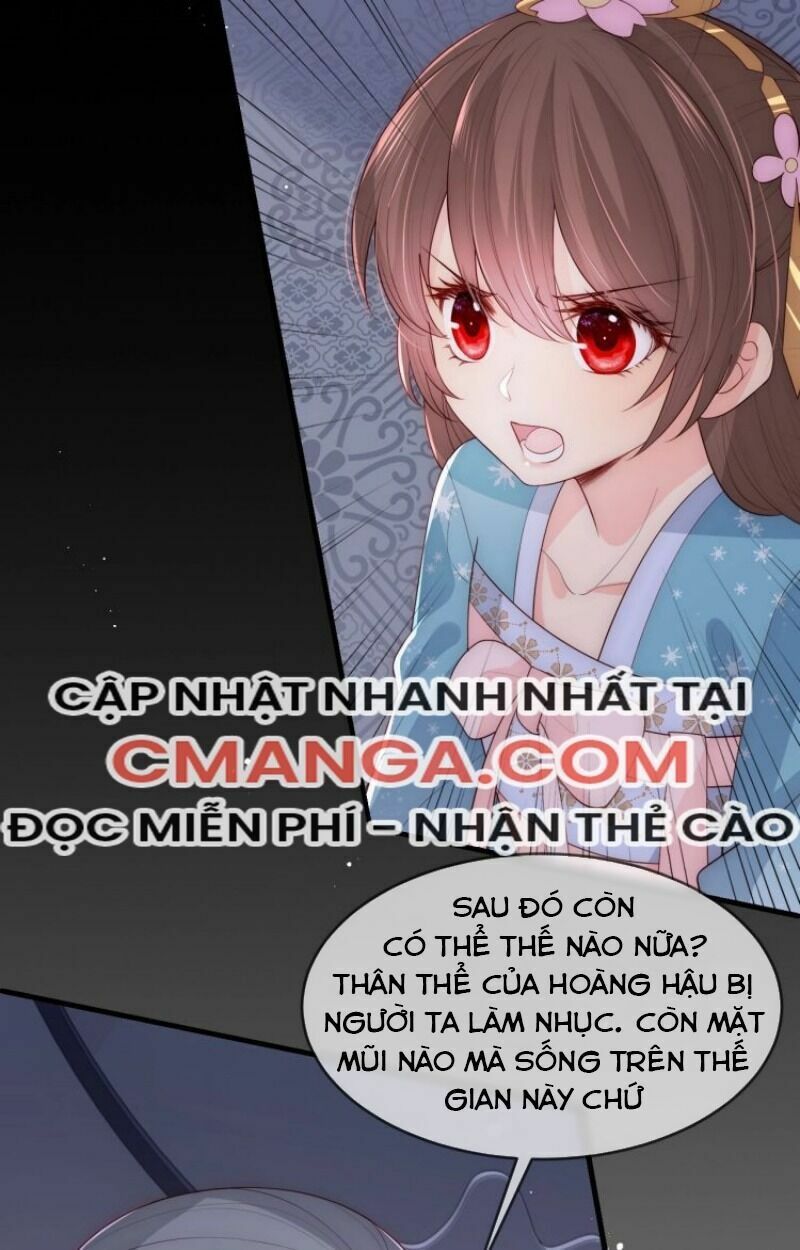 CẬP NHẬT NHANH NHẤT TẠI
CMANGA.COM
ĐỌC MIỄN PHÍ - NHẬN THẺ CÀO
SAU ĐÓ CÒN
CÓ THỂ THẾ NÀO NỮA?
THÂN THỂ CỦA HOÀNG HẬU BỊ
NGƯỜI TA LÀM NHỤC. CÒN MẶT
MŨI NÀO MÀ SỐNG TRÊN THẾ
GIAN NÀY CHỨ